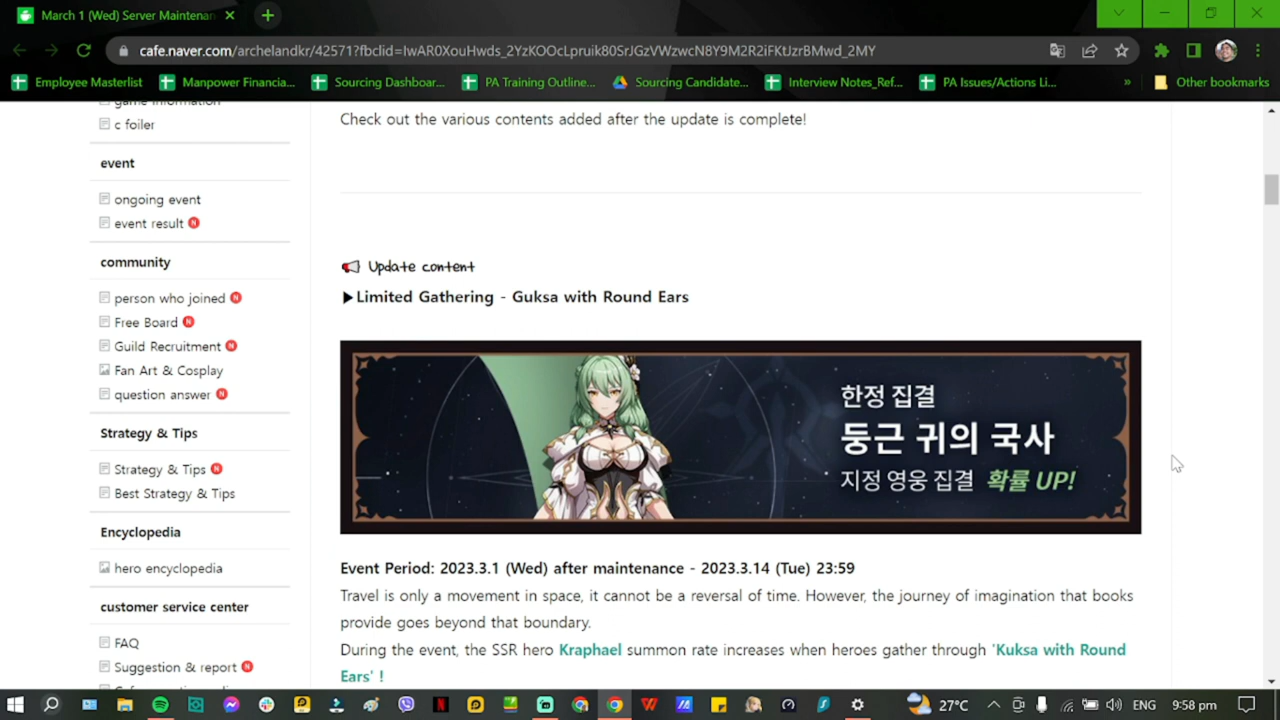 March 1 (Wed) Server Maintenan
cafe.naver.com/archelandkr/42571?fbclid=IwAR0XouHwds_2YzKOOcLpruik80SrJGzVWzwcN8Y9M2R2iFKtJzrBMwd_2MY
Employee Masterlist
Manpower Financia...
Sourcing Dashboar...
PA Training Outline...
Sourcing Candidate...
Interview Notes_Ref...
PA Issues/Actions Li...
»
Other bookmarks
game information
c foiler
event
ongoing event
event result N
community
person who joined N
Free Board N
Guild Recruitment N
Fan Art & Cosplay
question answer N
Strategy & Tips
Strategy & Tips N
Best Strategy & Tips
Encyclopedia
hero encyclopedia
customer service center
FAQ
Suggestion & report N
Check out the various contents added after the update is complete!
Update content
▶Limited Gathering - Guksa with Round Ears
한정 집결
둥근 귀의 국사
지정 영웅 집결 확률 UP!
Event Period: 2023.3.1 (Wed) after maintenance - 2023.3.14 (Tue) 23:59
Travel is only a movement in space, it cannot be a reversal of time. However, the journey of imagination that books
provide goes beyond that boundary.
During the event, the SSR hero Kraphael summon rate increases when heroes gather through 'Kuksa with Round
Ears' !
27°C
ENG
9:58 pm